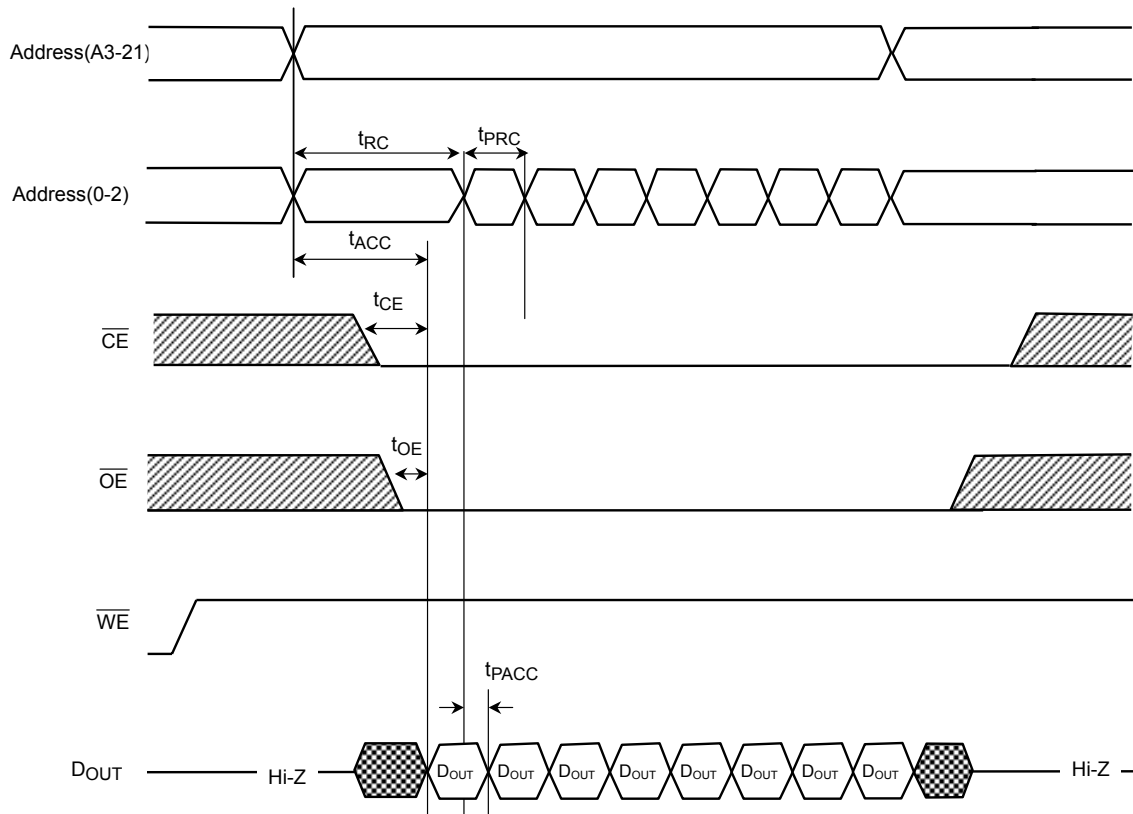 Address(A3-21)
tRC
tPRC
Address(0-2)
tACC
tCE
CE
tOE
OE
WE
tPACC
DOUT
Hi-Z
DOUT
DOUT
DOUT
DOUT
DOUT
DOUT
DOUT
DOUT
Hi-Z